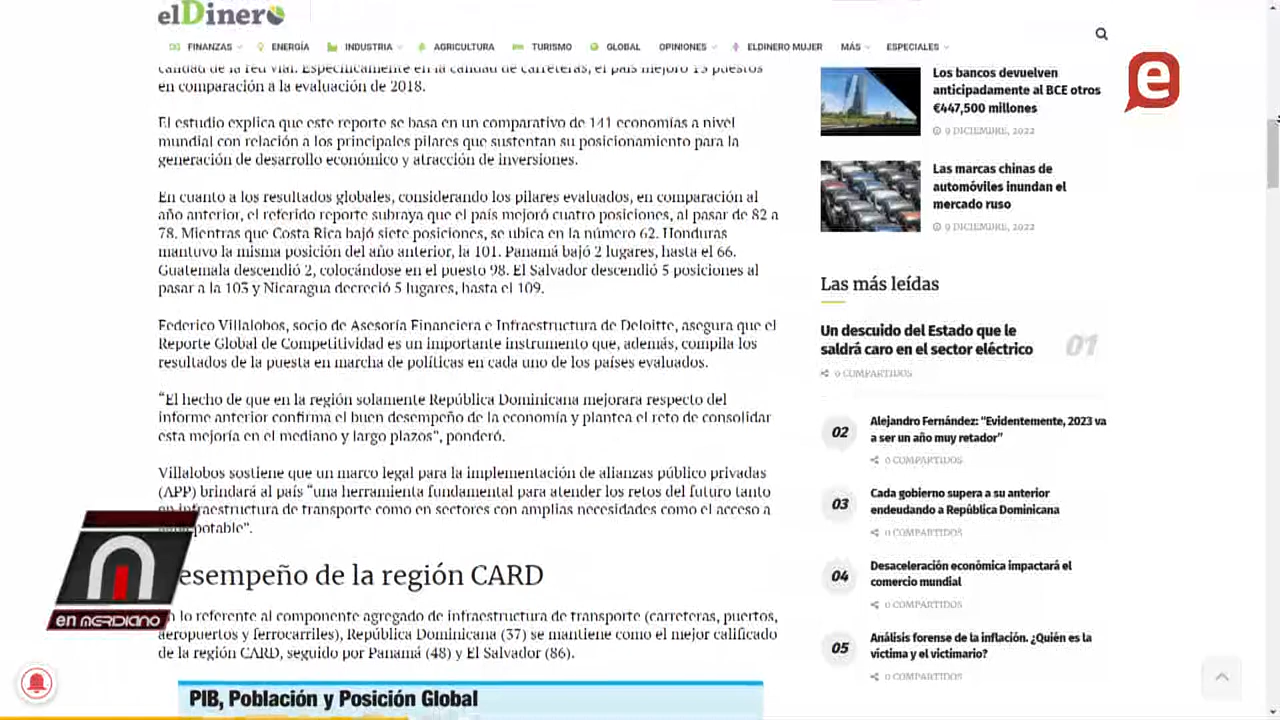 elDinero
FINANZAS
ENERGÍA
INDUSTRIA
AGRICULTURA
TURISMO
GLOBAL
OPINIONES
ELDINERO MUJER
MÁS
ESPECIALES
calidad de la red vial. Específicamente en la calidad de carreteras, el país mejoró 13 puestos
en comparación a la evaluación de 2018.
El estudio explica que este reporte se basa en un comparativo de 141 economías a nivel
mundial con relación a los principales pilares que sustentan su posicionamiento para la
generación de desarrollo económico y atracción de inversiones.
En cuanto a los resultados globales, considerando los pilares evaluados, en comparación al
año anterior, el referido reporte subraya que el país mejoró cuatro posiciones, al pasar de 82 a
78. Mientras que Costa Rica bajó siete posiciones, se ubica en la número 62. Honduras
mantuvo la misma posición del año anterior, la 101. Panamá bajó 2 lugares, hasta el 66.
Guatemala descendió 2, colocándose en el puesto 98. El Salvador descendió 5 posiciones al
pasar a la 103 y Nicaragua decreció 5 lugares, hasta el 109.
Federico Villalobos, socio de Asesoría Financiera e Infraestructura de Deloitte, asegura que el
Reporte Global de Competitividad es un importante instrumento que, además, compila los
resultados de la puesta en marcha de políticas en cada uno de los países evaluados.
“El hecho de que en la región solamente República Dominicana mejorara respecto del
informe anterior confirma el buen desempeño de la economía y plantea el reto de consolidar
esta mejoría en el mediano y largo plazos”, ponderó.
Villalobos sostiene que un marco legal para la implementación de alianzas público privadas
(APP) brindará al país “una herramienta fundamental para atender los retos del futuro tanto
en infraestructura de transporte como en sectores con amplias necesidades como el acceso a
potable”.
esempeño de la región CARD
lo referente al componente agregado de infraestructura de transporte (carreteras, puertos,
aeropuertos y ferrocarriles), República Dominicana (37) se mantiene como el mejor calificado
de la región CARD, seguido por Panamá (48) y El Salvador (86).
PIB, Población y Posición Global
Los bancos devuelven
anticipadamente al BCE otros
€447,500 millones
9 DICIEMBRE, 2022
Las marcas chinas de
automóviles inundan el
mercado ruso
9 DICIEMBRE, 2022
Las más leídas
Un descuido del Estado que le
saldrá caro en el sector eléctrico
01
0 COMPARTIDOS
02
Alejandro Fernández: “Evidentemente, 2023 va
a ser un año muy retador”
0 COMPARTIDOS
03
Cada gobierno supera a su anterior
endeudando a República Dominicana
0 COMPARTIDOS
04
Desaceleración económica impactará el
comercio mundial
0 COMPARTIDOS
05
Análisis forense de la inflación. ¿Quién es la
víctima y el victimario?
0 COMPARTIDOS
e
en MERDIANO